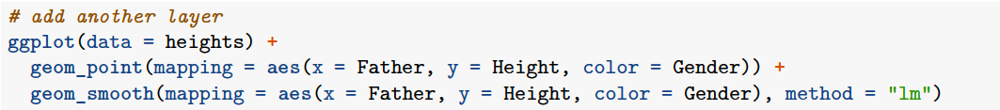 # add another layer
ggplot(data = heights) +
  geom_point(mapping = aes(x = Father, y = Height, color = Gender)) +
  geom_smooth(mapping = aes(x = Father, y = Height, color = Gender), method = "lm")